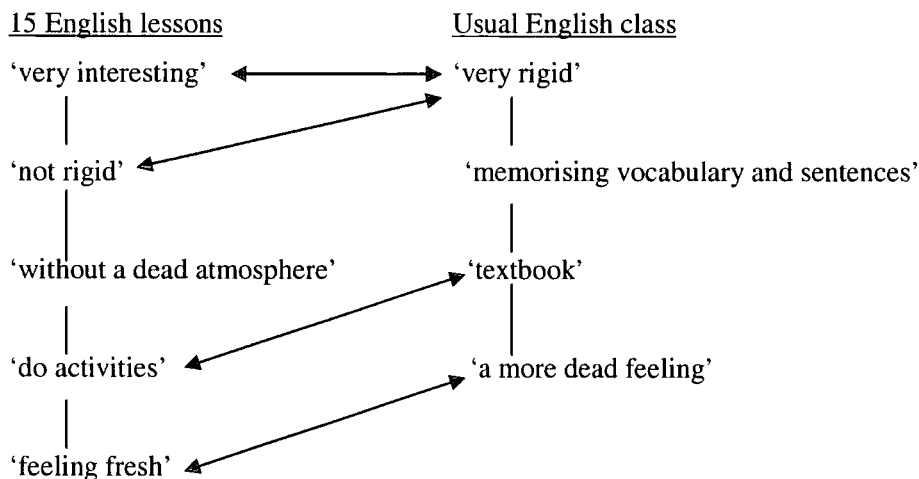 15 English lessons Usual English class
‘very interesting’ ‘very rigid’
‘not rigid’ ‘memorising vocabulary and sentences’
‘without a dead atmosphere’ ‘textbook’
‘do activities’ ‘a more dead feeling’
‘feeling fresh’